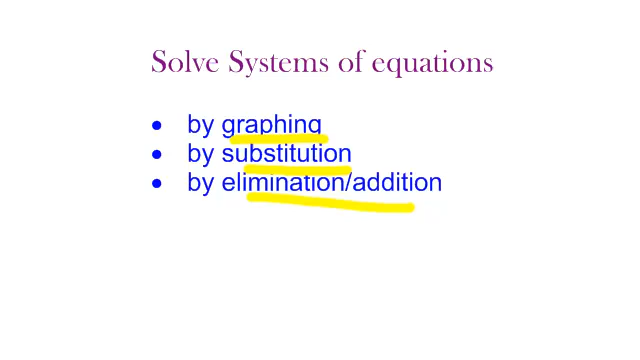 Solve Systems of equations
• by graphing
• by substitution
• by elimination/addition